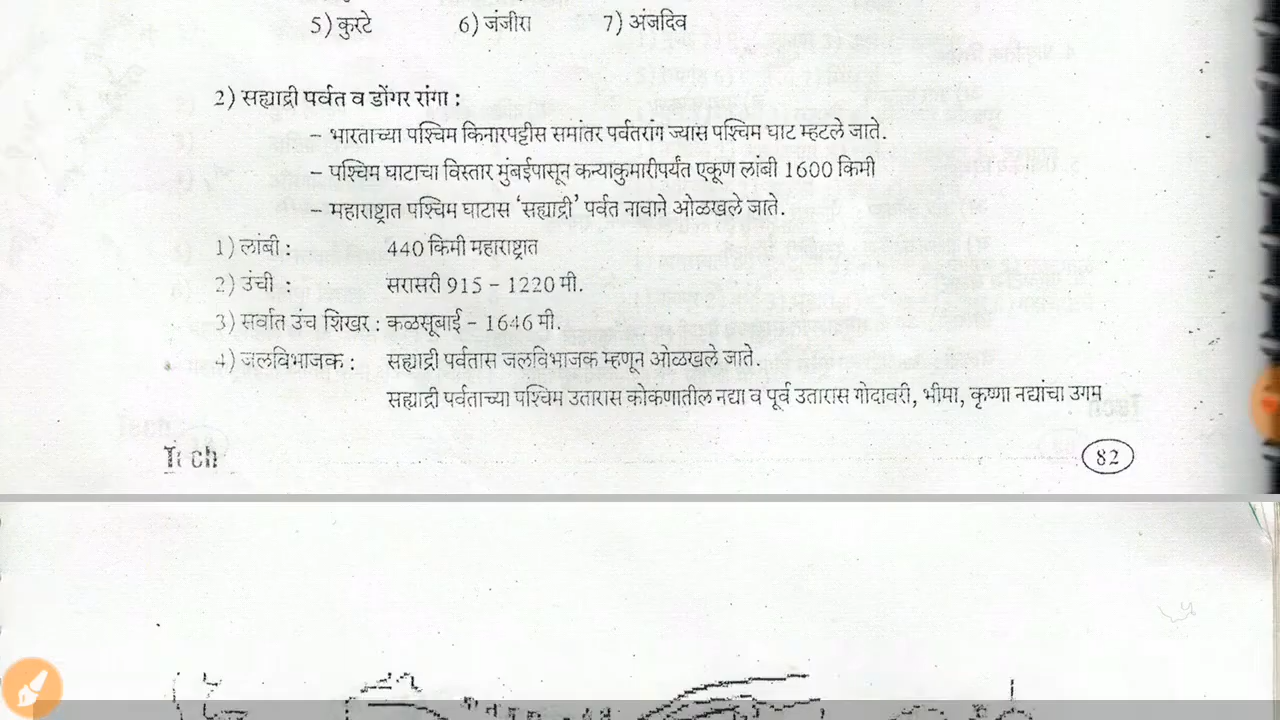 5) कुरटे 6) जंजीरा 7) अंजदिव
2) सह्याद्री पर्वत व डोंगर रांगा :
– भारताच्या पश्चिम किनारपट्टीस समांतर पर्वतरांग ज्यास पश्चिम घाट म्हटले जाते.
– पश्चिम घाटाचा विस्तार मुंबईपासून कन्याकुमारीपर्यंत एकूण लांबी 1600 किमी
– महाराष्ट्रात पश्चिम घाटास ‘सह्याद्री’ पर्वत नावाने ओळखले जाते.
1) लांबी : 440 किमी महाराष्ट्रात
2) उंची : सरासरी 915 – 1220 मी.
3) सर्वात उंच शिखर : कळसूबाई – 1646 मी.
4) जलविभाजक : सह्याद्री पर्वतास जलविभाजक म्हणून ओळखले जाते.
सह्याद्री पर्वताच्या पश्चिम उतारास कोकणातील नद्या व पूर्व उतारास गोदावरी, भीमा, कृष्णा नद्यांचा उगम
82